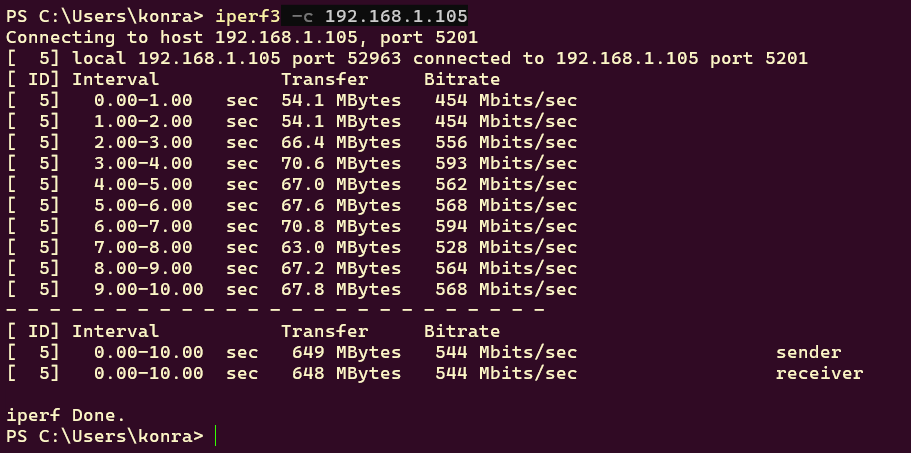 PS C:\Users\konra> iperf3 -c 192.168.1.105
Connecting to host 192.168.1.105, port 5201
[  5] local 192.168.1.105 port 52963 connected to 192.168.1.105 port 5201
[ ID] Interval           Transfer     Bitrate
[  5]   0.00-1.00   sec  54.1 MBytes   454 Mbits/sec
[  5]   1.00-2.00   sec  54.1 MBytes   454 Mbits/sec
[  5]   2.00-3.00   sec  66.4 MBytes   556 Mbits/sec
[  5]   3.00-4.00   sec  70.6 MBytes   593 Mbits/sec
[  5]   4.00-5.00   sec  67.0 MBytes   562 Mbits/sec
[  5]   5.00-6.00   sec  67.6 MBytes   568 Mbits/sec
[  5]   6.00-7.00   sec  70.8 MBytes   594 Mbits/sec
[  5]   7.00-8.00   sec  63.0 MBytes   528 Mbits/sec
[  5]   8.00-9.00   sec  67.2 MBytes   564 Mbits/sec
[  5]   9.00-10.00  sec  67.8 MBytes   568 Mbits/sec
- - - - - - - - - - - - - - - - - - - - - - - - -
[ ID] Interval           Transfer     Bitrate
[  5]   0.00-10.00  sec   649 MBytes   544 Mbits/sec                  sender
[  5]   0.00-10.00  sec   648 MBytes   544 Mbits/sec                  receiver
iperf Done.
PS C:\Users\konra>